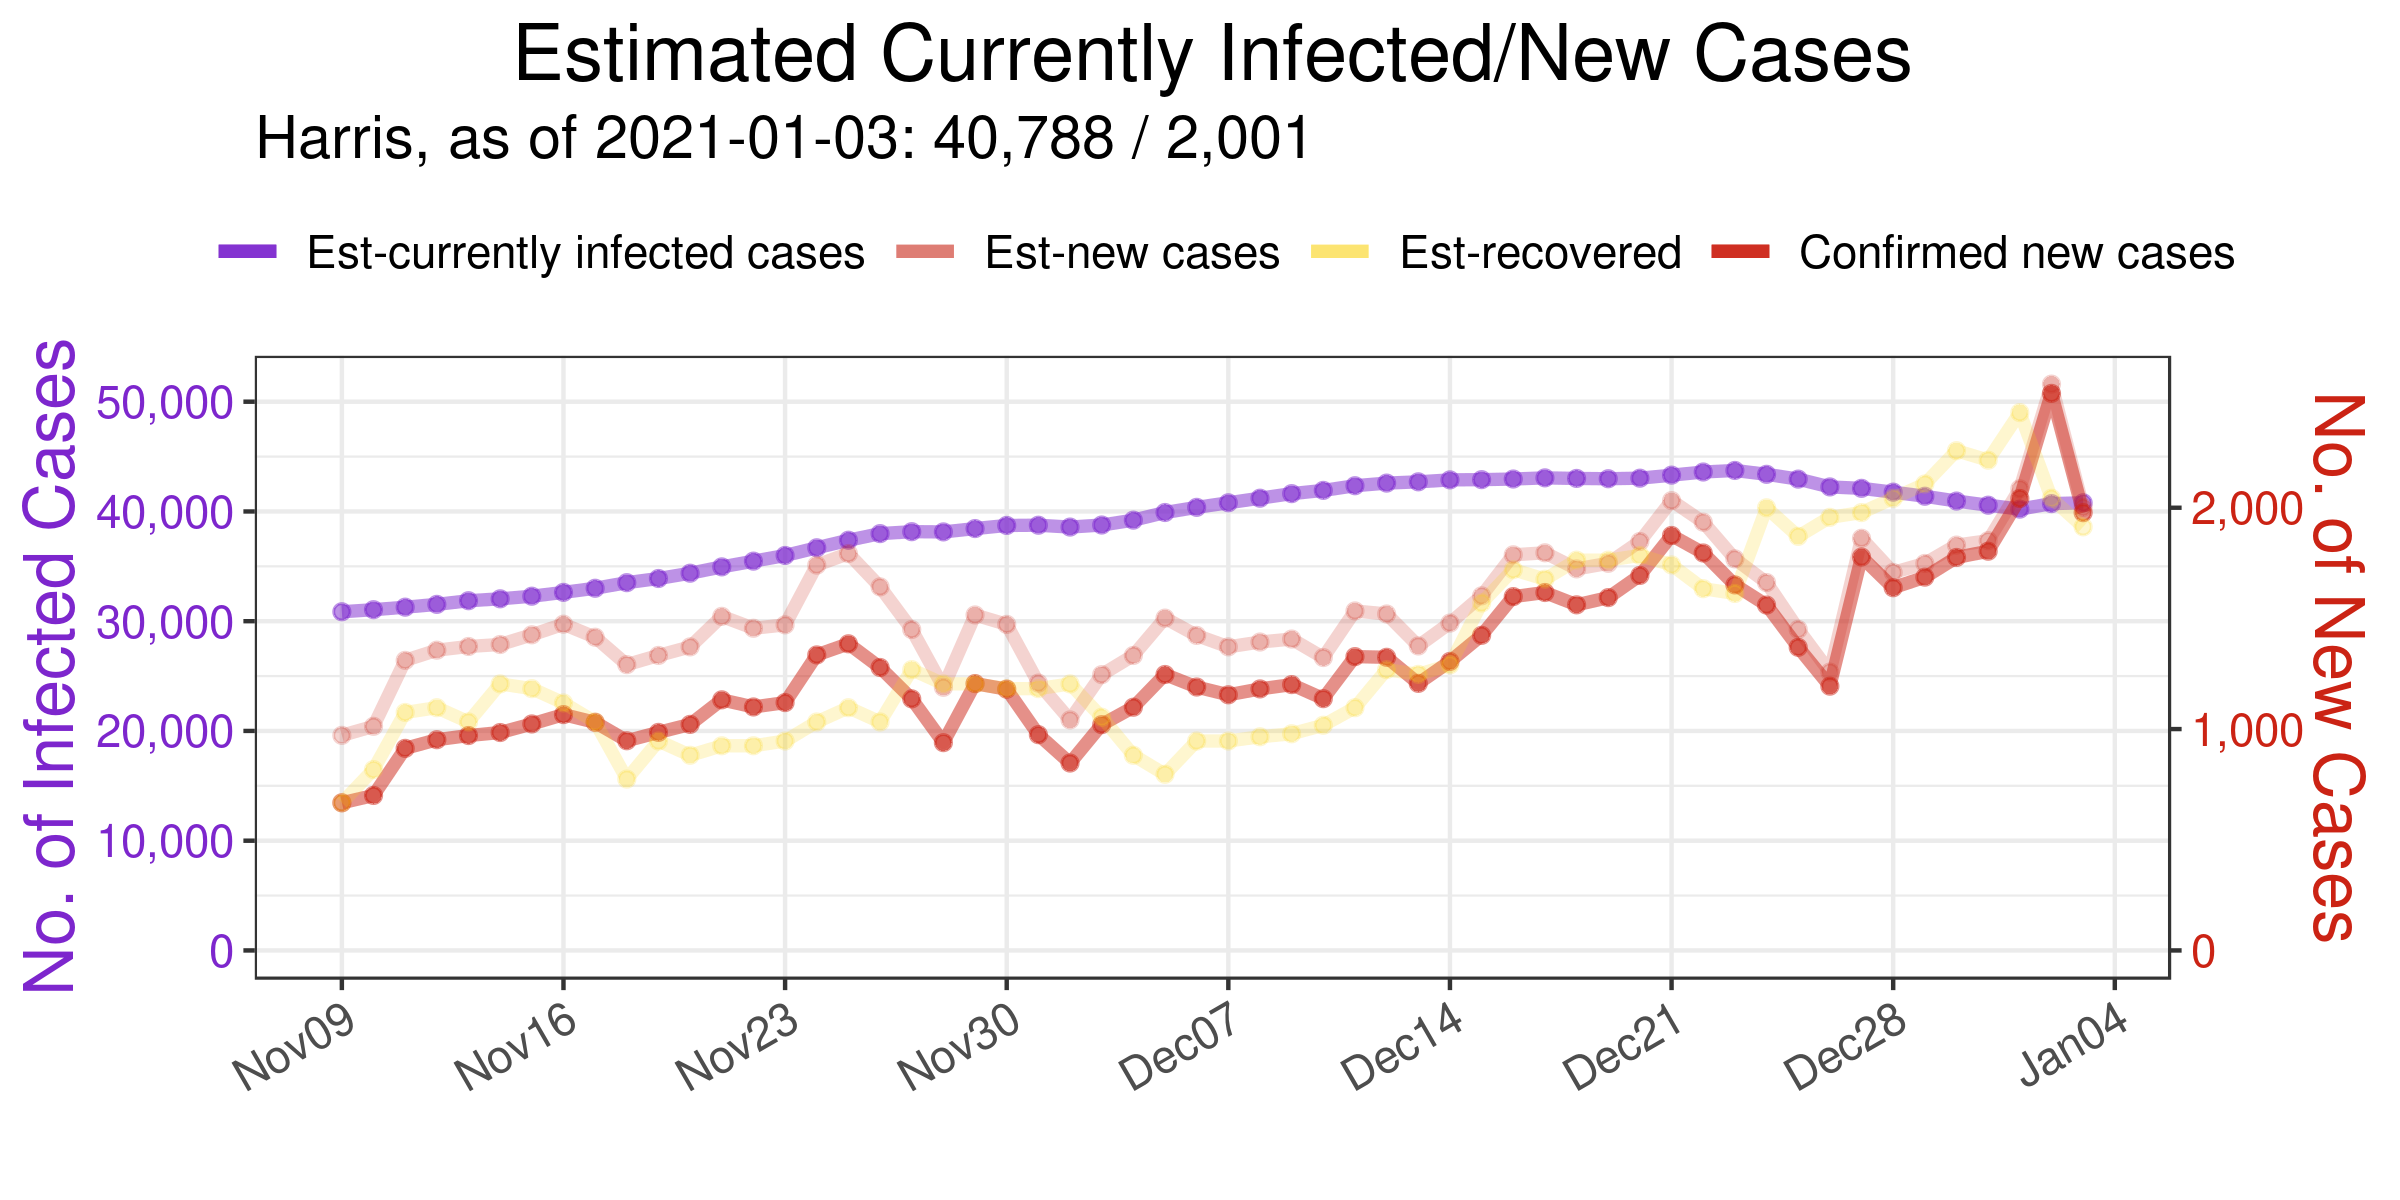 Estimated Currently Infected/New Cases
Harris, as of 2021-01-03: 40,788 / 2,001
Est-currently infected cases Est-new cases Est-recovered Confirmed new cases
No. of Infected Cases
50,000
40,000
30,000
20,000
10,000
0
No. of New Cases
2,000
1,000
0
Nov09 Nov16 Nov23 Nov30 Dec07 Dec14 Dec21 Dec28 Jan04